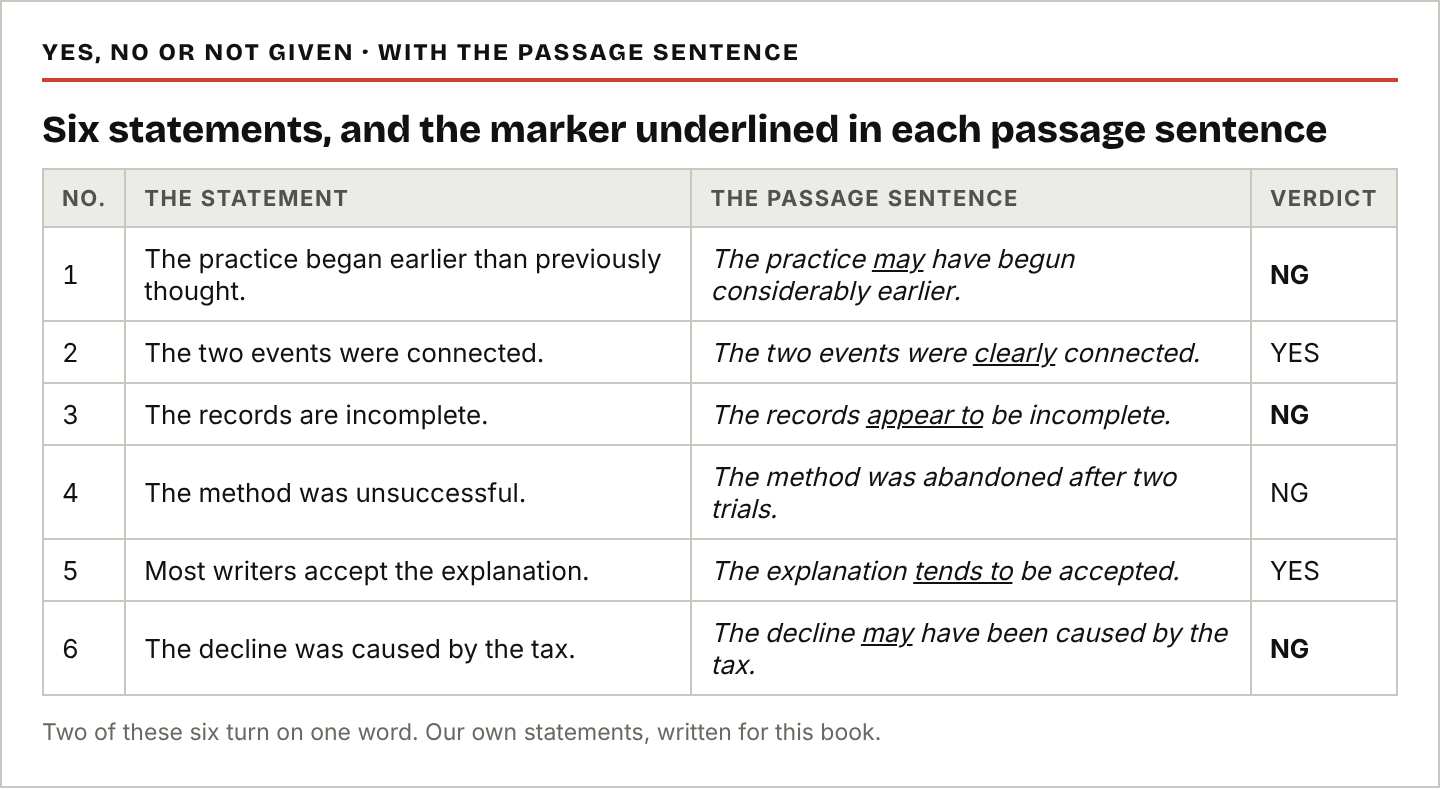 YES, NO OR NOT GIVEN · WITH THE PASSAGE SENTENCE
Six statements, and the marker underlined in each passage sentence
NO. THE STATEMENT THE PASSAGE SENTENCE VERDICT
1 The practice began earlier than previously thought. The practice may have begun considerably earlier. NG
2 The two events were connected. The two events were clearly connected. YES
3 The records are incomplete. The records appear to be incomplete. NG
4 The method was unsuccessful. The method was abandoned after two trials. NG
5 Most writers accept the explanation. The explanation tends to be accepted. YES
6 The decline was caused by the tax. The decline may have been caused by the tax. NG
Two of these six turn on one word. Our own statements, written for this book.